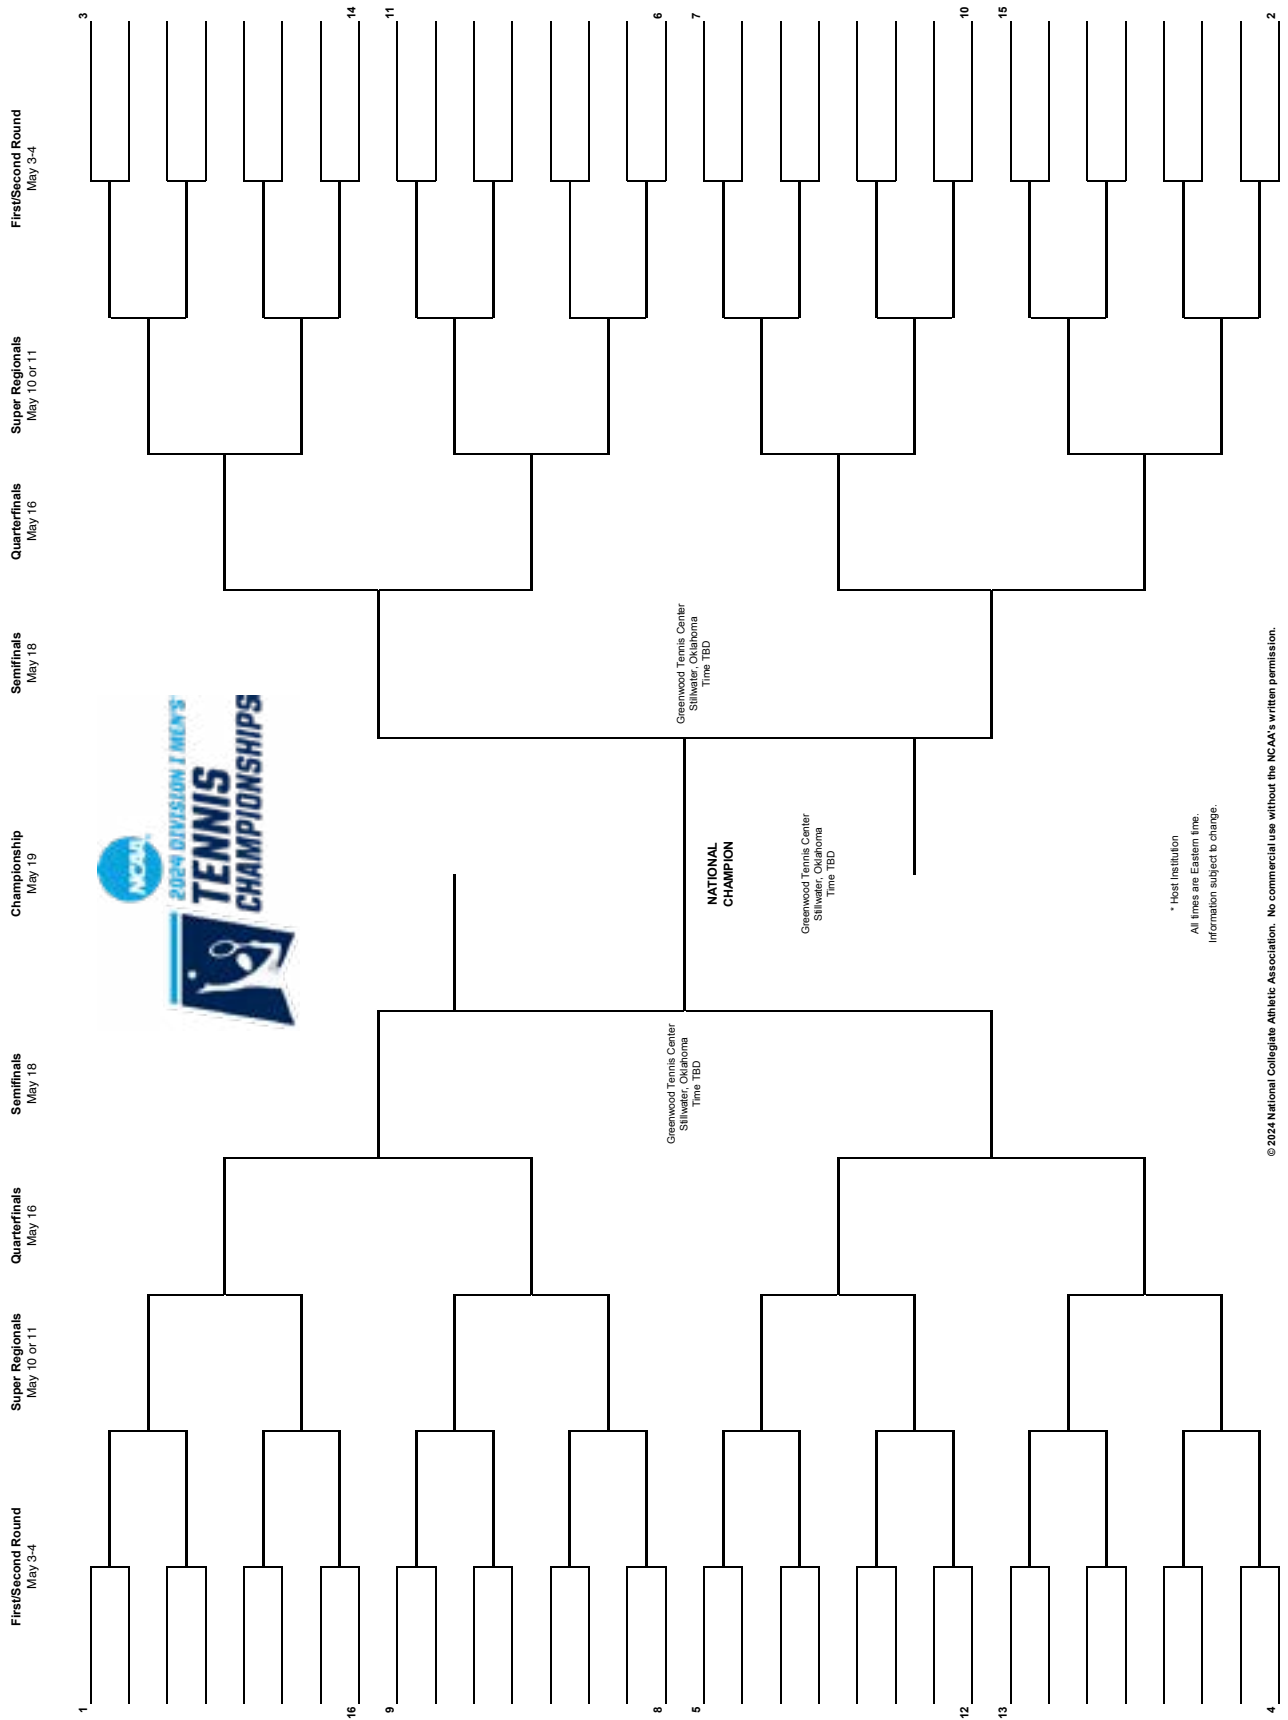 First/Second Round
May 3-4
Super Regionals
May 10 or 11
Quarterfinals
May 16
Semifinals
May 18
Championship
May 19
Semifinals
May 18
Quarterfinals
May 16
Super Regionals
May 10 or 11
First/Second Round
May 3-4
NCAA
2024 DIVISION I MEN'S
TENNIS
CHAMPIONSHIPS
1
16
9
8
5
12
13
4
3
14
11
6
7
10
15
2
Greenwood Tennis Center
Stillwater, Oklahoma
Time TBD
Greenwood Tennis Center
Stillwater, Oklahoma
Time TBD
NATIONAL
CHAMPION
Greenwood Tennis Center
Stillwater, Oklahoma
Time TBD
* Host Institution
All times are Eastern time.
Information subject to change.
© 2024 National Collegiate Athletic Association. No commercial use without the NCAA's written permission.